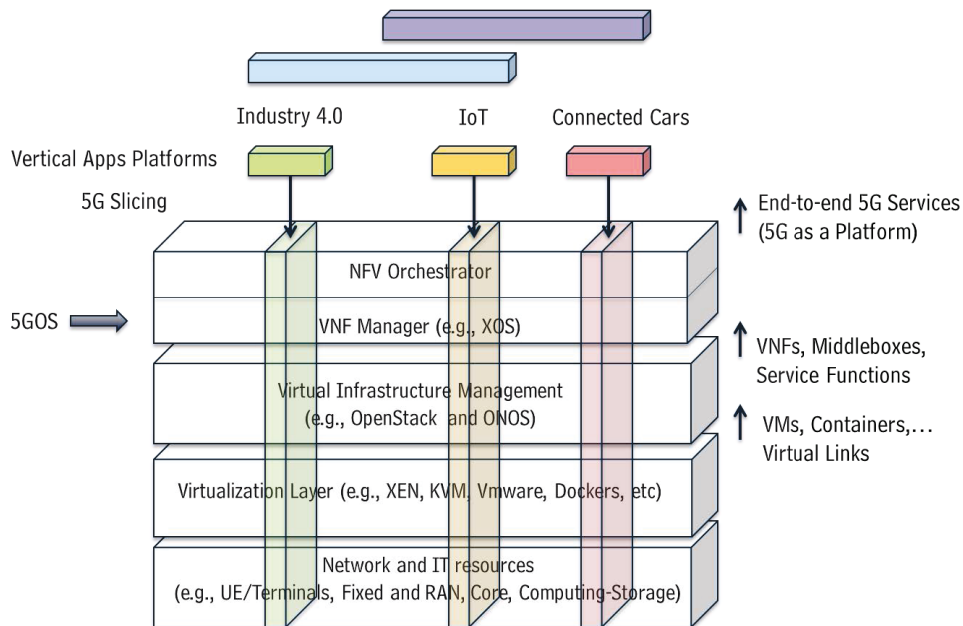 Industry 4.0
IoT
Connected Cars
Vertical Apps Platforms
5G Slicing
End-to-end 5G Services
(5G as a Platform)
NFV Orchestrator
5GOS
VNF Manager (e.g., XOS)
VNFs, Middleboxes,
Service Functions
Virtual Infrastructure Management
(e.g., OpenStack and ONOS)
VMs, Containers,...
Virtual Links
Virtualization Layer (e.g., XEN, KVM, Vmware, Dockers, etc)
Network and IT resources
(e.g., UE/Terminals, Fixed and RAN, Core, Computing-Storage)